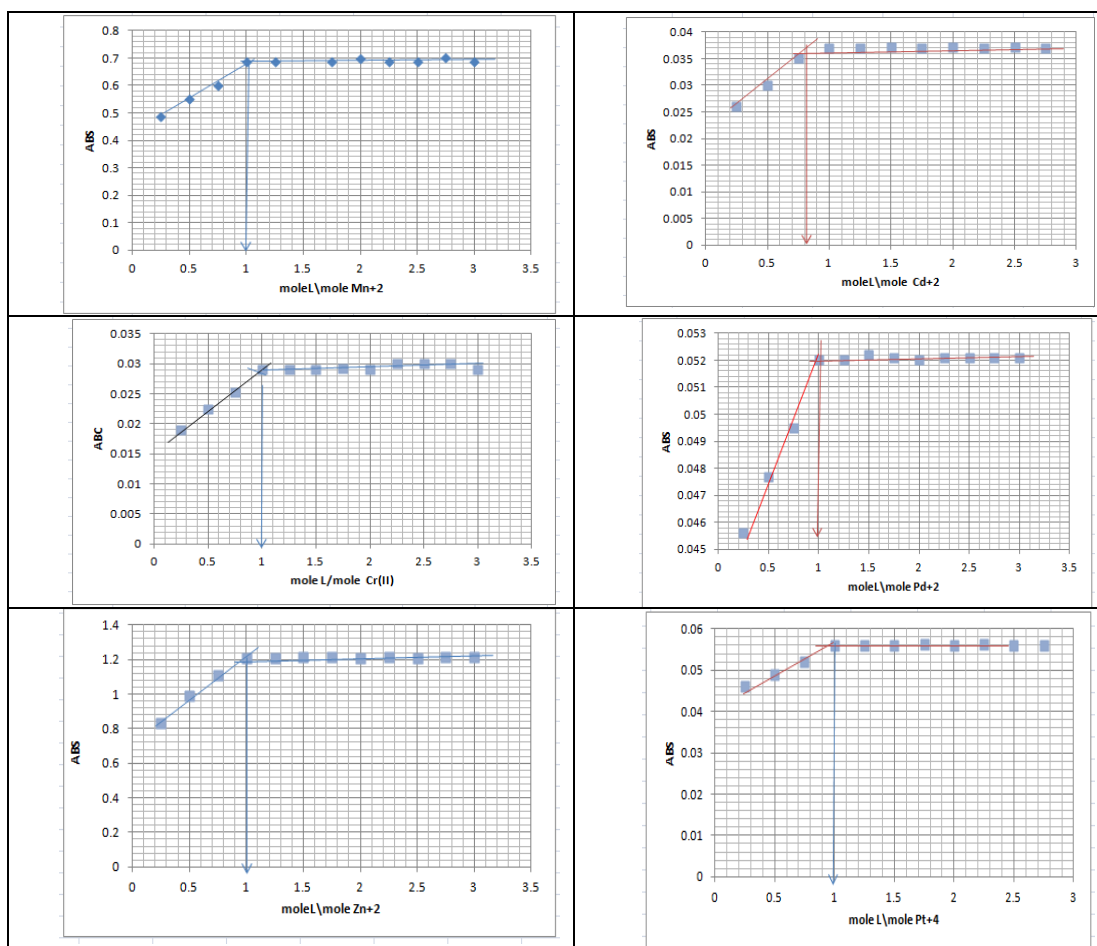 0.8
0.7
0.6
0.5
0.4
0.3
0.2
0.1
0
ABS
0 0.5 1 1.5 2 2.5 3 3.5
moleL\mole Mn+2
0.04
0.035
0.03
0.025
0.02
0.015
0.01
0.005
0
ABS
0 0.5 1 1.5 2 2.5 3
moleL\mole Cd+2
0.035
0.03
0.025
0.02
0.015
0.01
0.005
0
ABC
0 0.5 1 1.5 2 2.5 3 3.5
mole L/mole Cr(II)
0.053
0.052
0.051
0.05
0.049
0.048
0.047
0.046
0.045
ABS
0 0.5 1 1.5 2 2.5 3 3.5
moleL\mole Pd+2
1.4
1.2
1
0.8
0.6
0.4
0.2
0
ABS
0 0.5 1 1.5 2 2.5 3 3.5
moleL\mole Zn+2
0.06
0.05
0.04
0.03
0.02
0.01
0
ABS
0 0.5 1 1.5 2 2.5 3
mole L\mole Pt+4